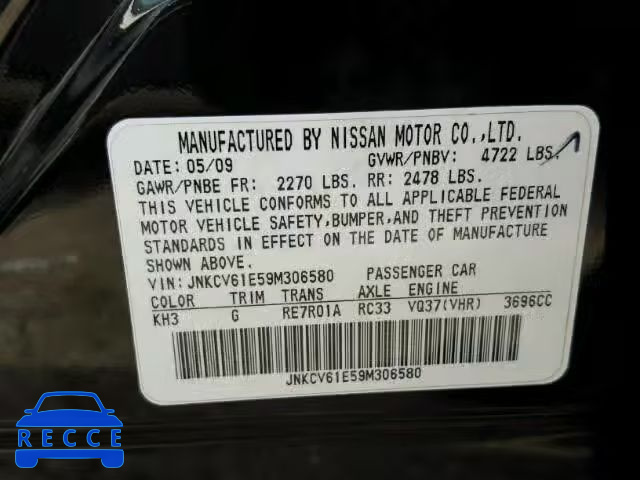 MANUFACTURED BY NISSAN MOTOR CO.,LTD.
DATE: 05/09 GVWR/PNBV: 4722 LBS.
GAWR/PNBE FR: 2270 LBS. RR: 2478 LBS.
THIS VEHICLE CONFORMS TO ALL APPLICABLE FEDERAL
MOTOR VEHICLE SAFETY,BUMPER,AND THEFT PREVENTION
STANDARDS IN EFFECT ON THE DATE OF MANUFACTURE
SHOWN ABOVE.
VIN: JNKCV61E59M306580 PASSENGER CAR
COLOR TRIM TRANS AXLE ENGINE
KH3 G RE7R01A RC33 VQ37(VHR) 3696CC
JNKCV61E59M306580